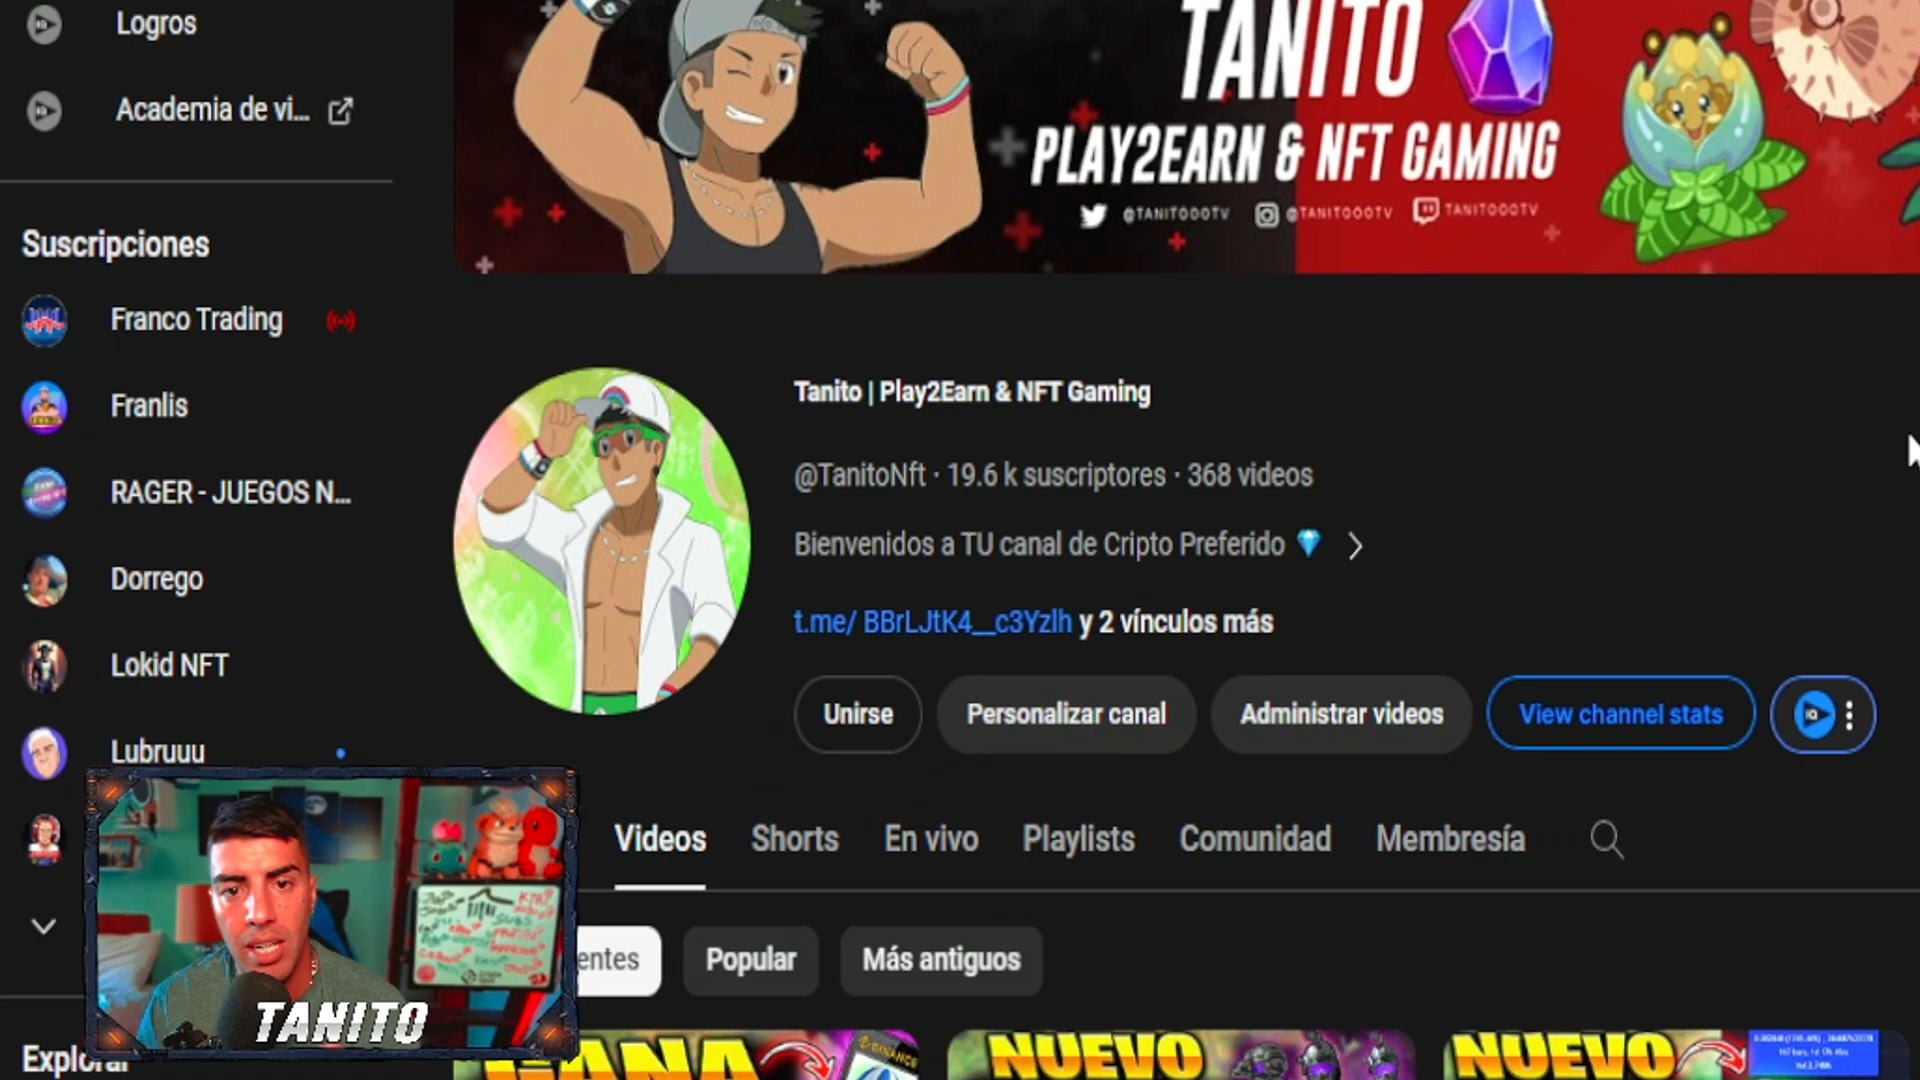 Logros
Academia de vi...
Suscripciones
Franco Trading
Franlis
RAGER - JUEGOS N...
Dorrego
Lokid NFT
Lubruuu
Explorar
TANITO
PLAY2EARN & NFT GAMING
@TANITOOOTV @TANITOOOTV TANITOOOTV
Tanito | Play2Earn & NFT Gaming
@TanitoNft · 19.6 k suscriptores · 368 videos
Bienvenidos a TU canal de Cripto Preferido
t.me/ BBrLJtK4__c3Yzlh y 2 vínculos más
Unirse
Personalizar canal
Administrar videos
View channel stats
Videos
Shorts
En vivo
Playlists
Comunidad
Membresía
entes
Popular
Más antiguos
TANITO
GANA
BINANCE
NUEVO
NUEVO